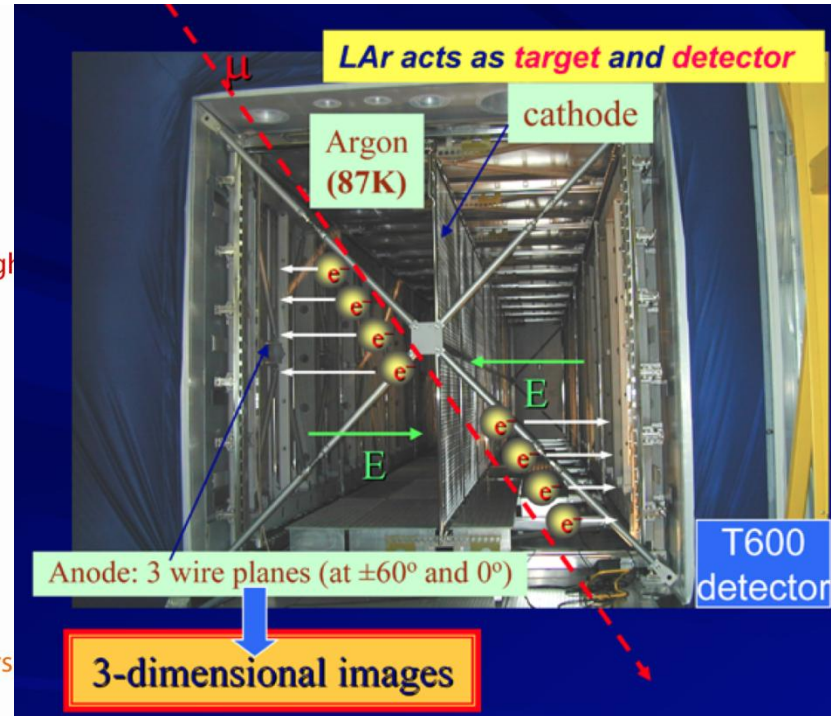 μ
LAr acts as target and detector
cathode
Argon
(87K)
e⁻
e⁻
e⁻
e⁻
E
E
e⁻
e⁻
e⁻
e⁻
Anode: 3 wire planes (at ±60° and 0°)
T600
detector
3-dimensional images